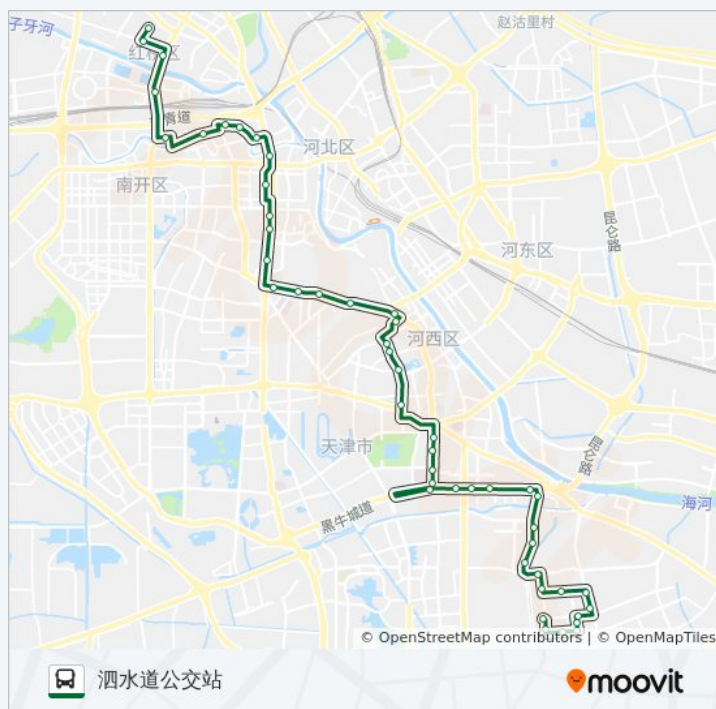 赵沽里村
子牙河
红桥区
嘴道
河北区
南开区
昆仑路
河东区
河西区
天津市
昆仑路
海河
黑牛城道
© OpenStreetMap contributors | © OpenMapTiles
泗水道公交站
moovit